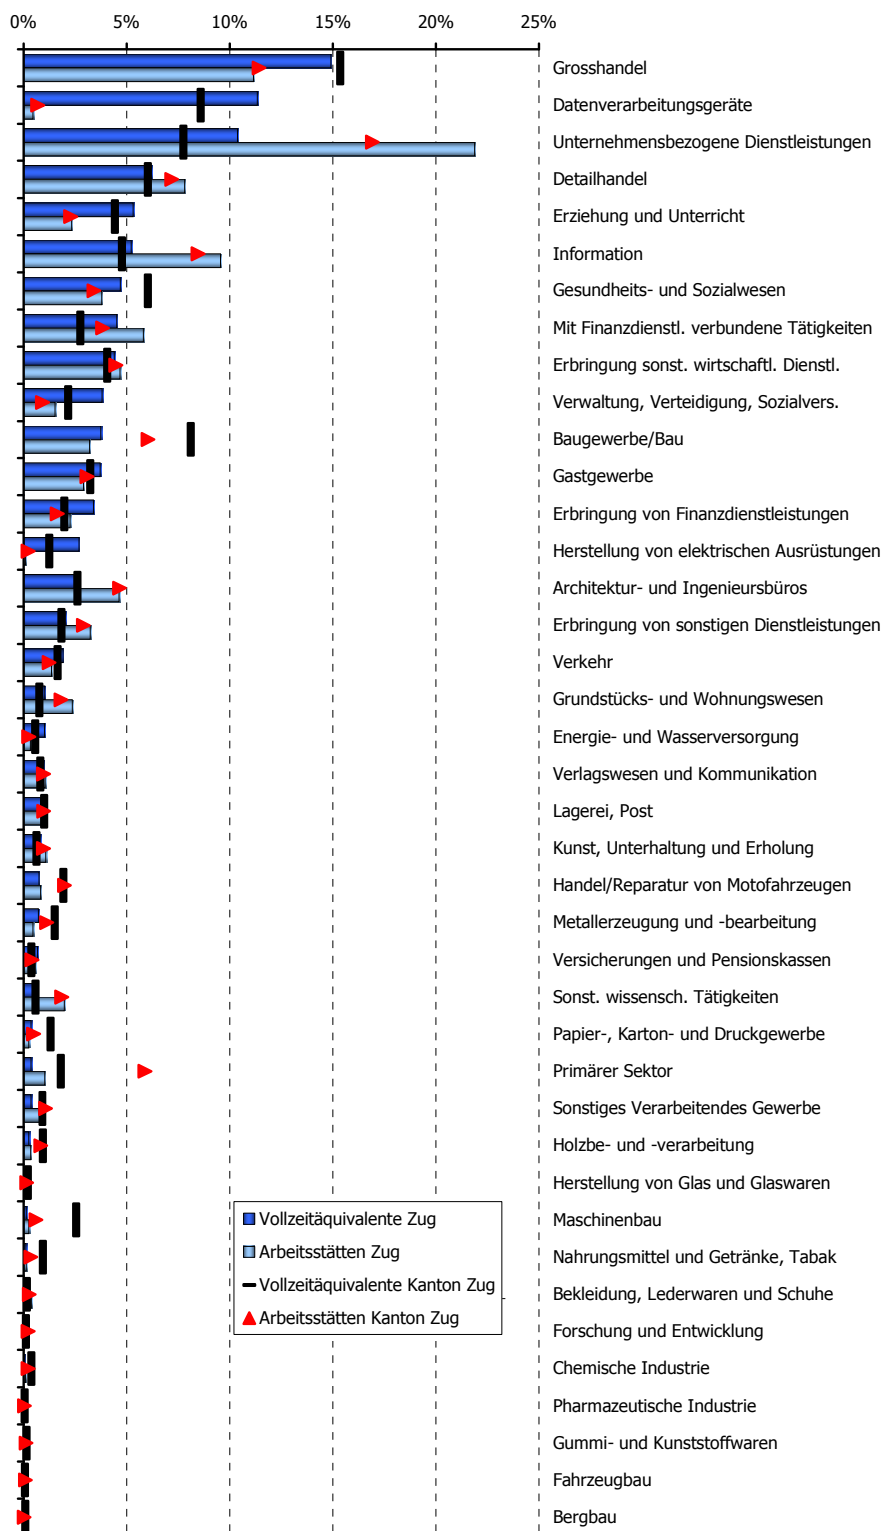 0% 5% 10% 15% 20% 25%
Grosshandel
Datenverarbeitungsgeräte
Unternehmensbezogene Dienstleistungen
Detailhandel
Erziehung und Unterricht
Information
Gesundheits- und Sozialwesen
Mit Finanzdienstl. verbundene Tätigkeiten
Erbringung sonst. wirtschaftl. Dienstl.
Verwaltung, Verteidigung, Sozialvers.
Baugewerbe/Bau
Gastgewerbe
Erbringung von Finanzdienstleistungen
Herstellung von elektrischen Ausrüstungen
Architektur- und Ingenieursbüros
Erbringung von sonstigen Dienstleistungen
Verkehr
Grundstücks- und Wohnungswesen
Energie- und Wasserversorgung
Verlagswesen und Kommunikation
Lagerei, Post
Kunst, Unterhaltung und Erholung
Handel/Reparatur von Motofahrzeugen
Metallerzeugung und -bearbeitung
Versicherungen und Pensionskassen
Sonst. wissensch. Tätigkeiten
Papier-, Karton- und Druckgewerbe
Primärer Sektor
Sonstiges Verarbeitendes Gewerbe
Holzbe- und -verarbeitung
Herstellung von Glas und Glaswaren
Maschinenbau
Nahrungsmittel und Getränke, Tabak
Bekleidung, Lederwaren und Schuhe
Forschung und Entwicklung
Chemische Industrie
Pharmazeutische Industrie
Gummi- und Kunststoffwaren
Fahrzeugbau
Bergbau
Vollzeitäquivalente Zug
Arbeitsstätten Zug
Vollzeitäquivalente Kanton Zug
Arbeitsstätten Kanton Zug